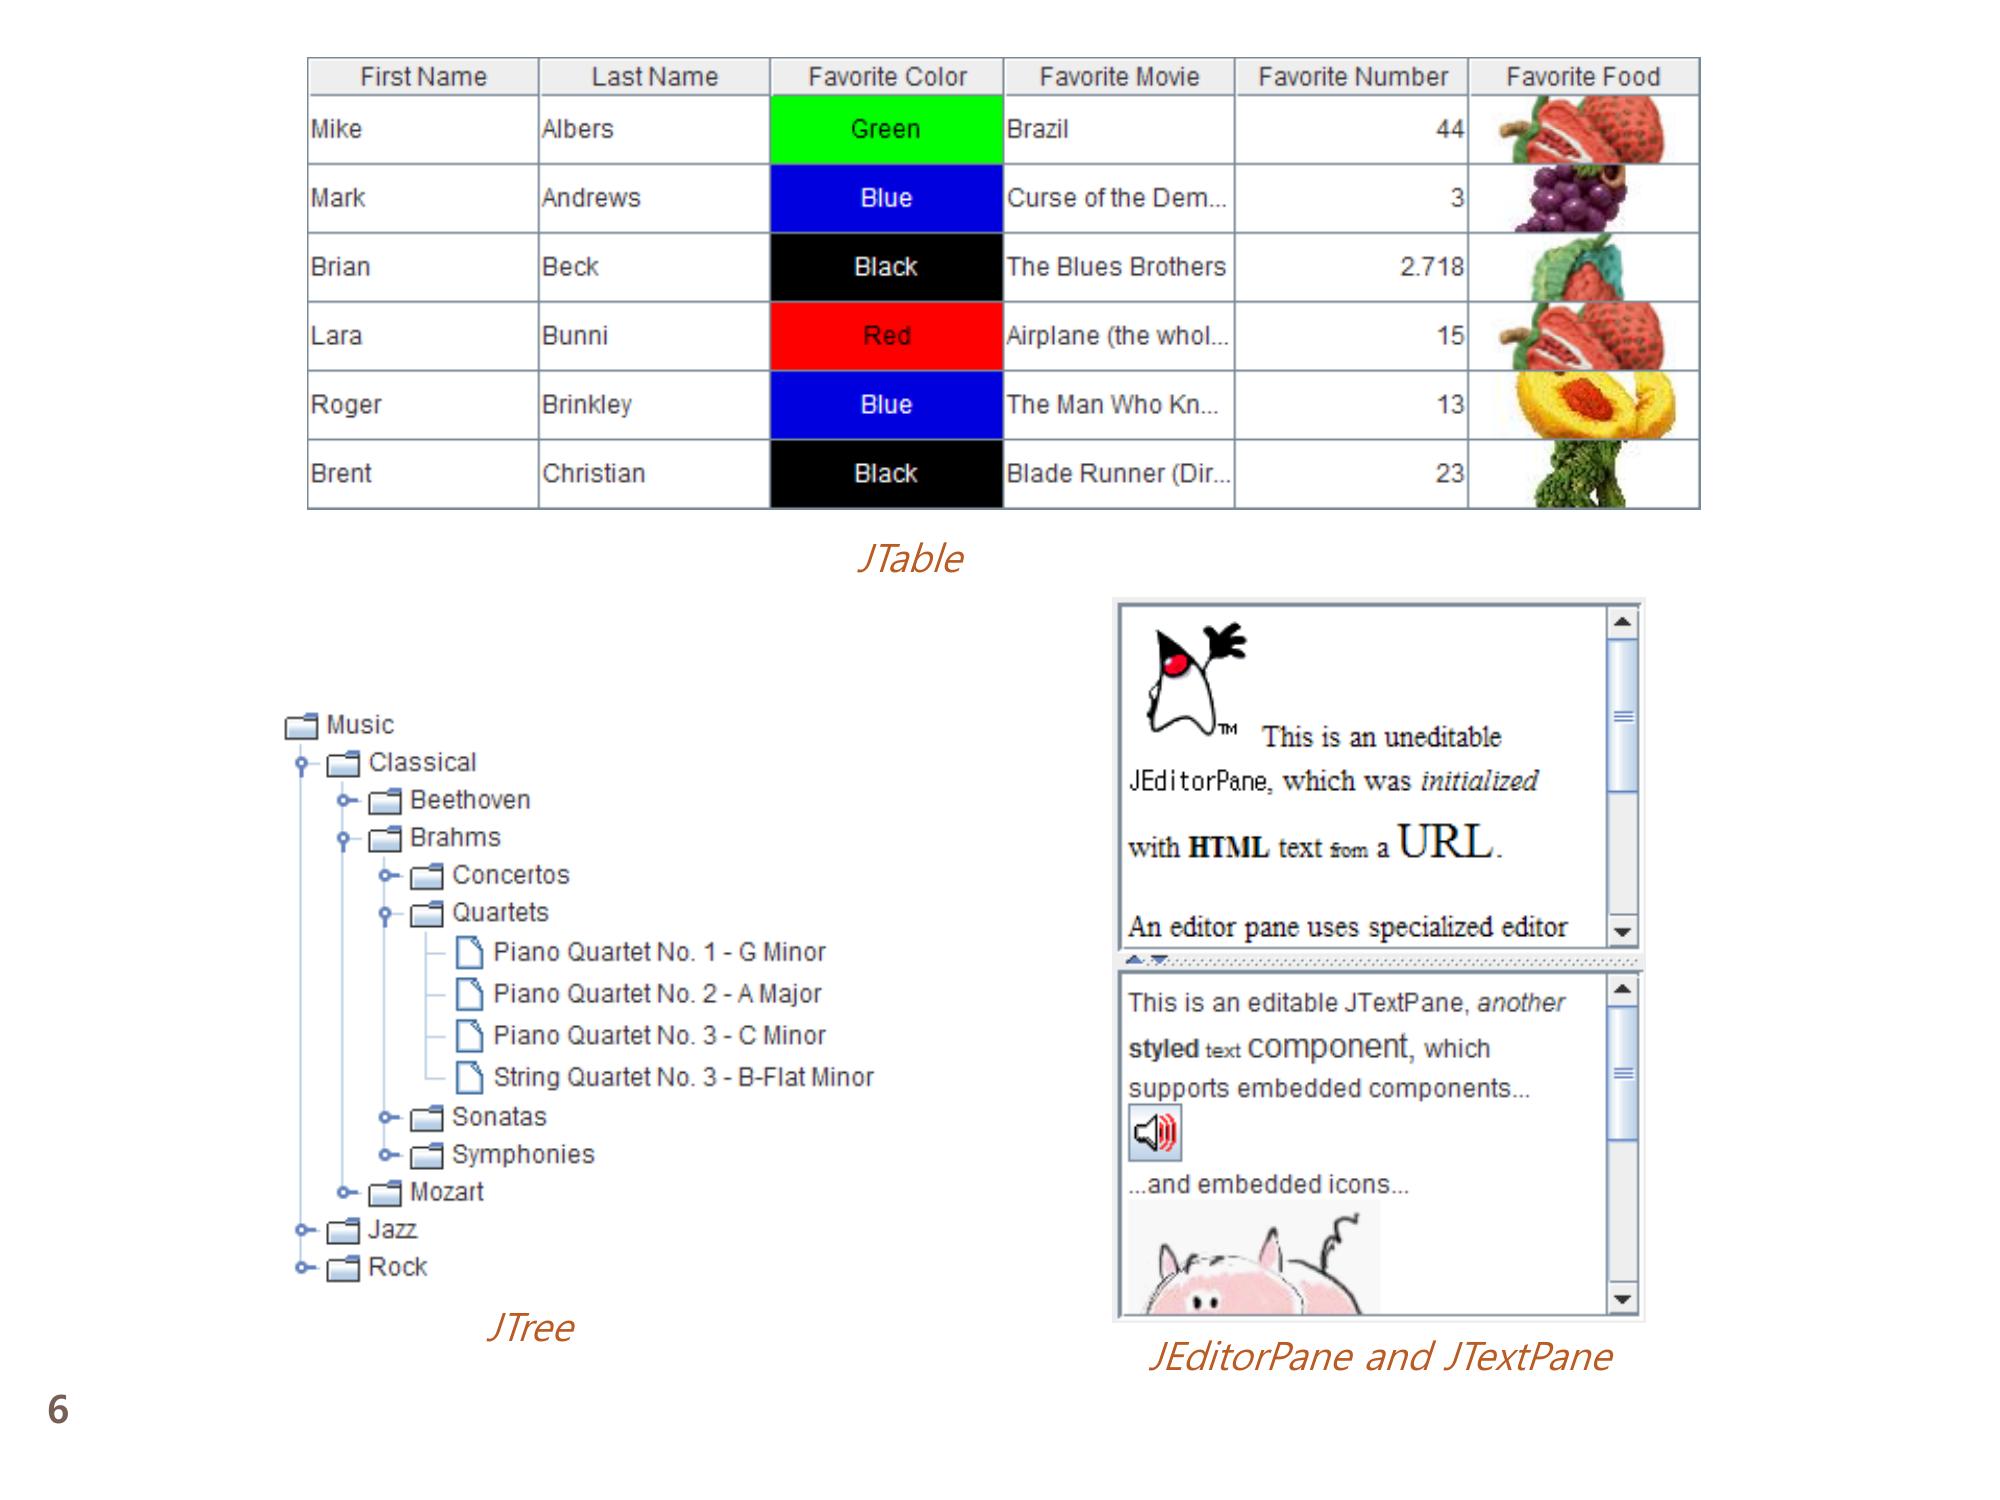 First Name Last Name Favorite Color Favorite Movie Favorite Number Favorite Food
Mike Albers Green Brazil 44
Mark Andrews Blue Curse of the Dem... 3
Brian Beck Black The Blues Brothers 2.718
Lara Bunni Red Airplane (the whol... 15
Roger Brinkley Blue The Man Who Kn... 13
Brent Christian Black Blade Runner (Dir... 23
JTable
Music
Classical
Beethoven
Brahms
Concertos
Quartets
Piano Quartet No. 1 - G Minor
Piano Quartet No. 2 - A Major
Piano Quartet No. 3 - C Minor
String Quartet No. 3 - B-Flat Minor
Sonatas
Symphonies
Mozart
Jazz
Rock
JTree
TM This is an uneditable
JEditorPane, which was initialized
with HTML text from a URL.
An editor pane uses specialized editor
This is an editable JTextPane, another
styled text component, which
supports embedded components...
...and embedded icons...
JEditorPane and JTextPane
6